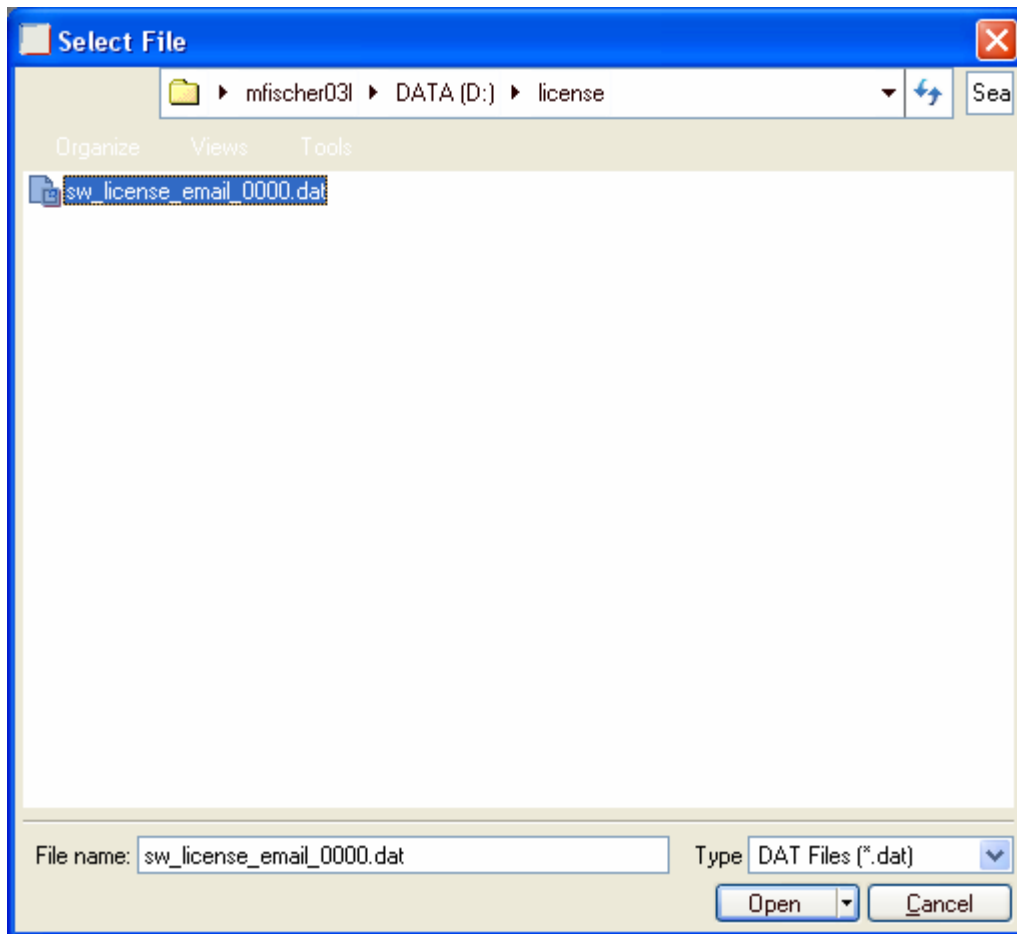 Select File
mfischer03l DATA (D:) license Sea
Organize Views Tools
sw_license_email_0000.dat
File name: sw_license_email_0000.dat Type DAT Files (*.dat)
Open Cancel